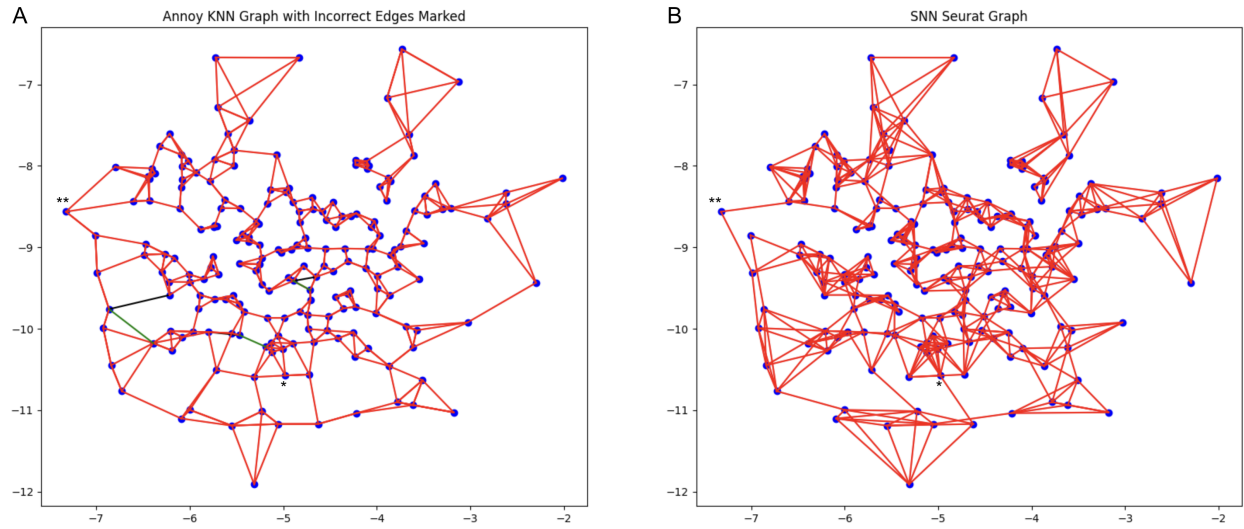 A
Annoy KNN Graph with Incorrect Edges Marked
−7
−8
**
−9
−10
*
−11
−12
−7 −6 −5 −4 −3 −2
B
SNN Seurat Graph
−7
−8
**
−9
−10
*
−11
−12
−7 −6 −5 −4 −3 −2